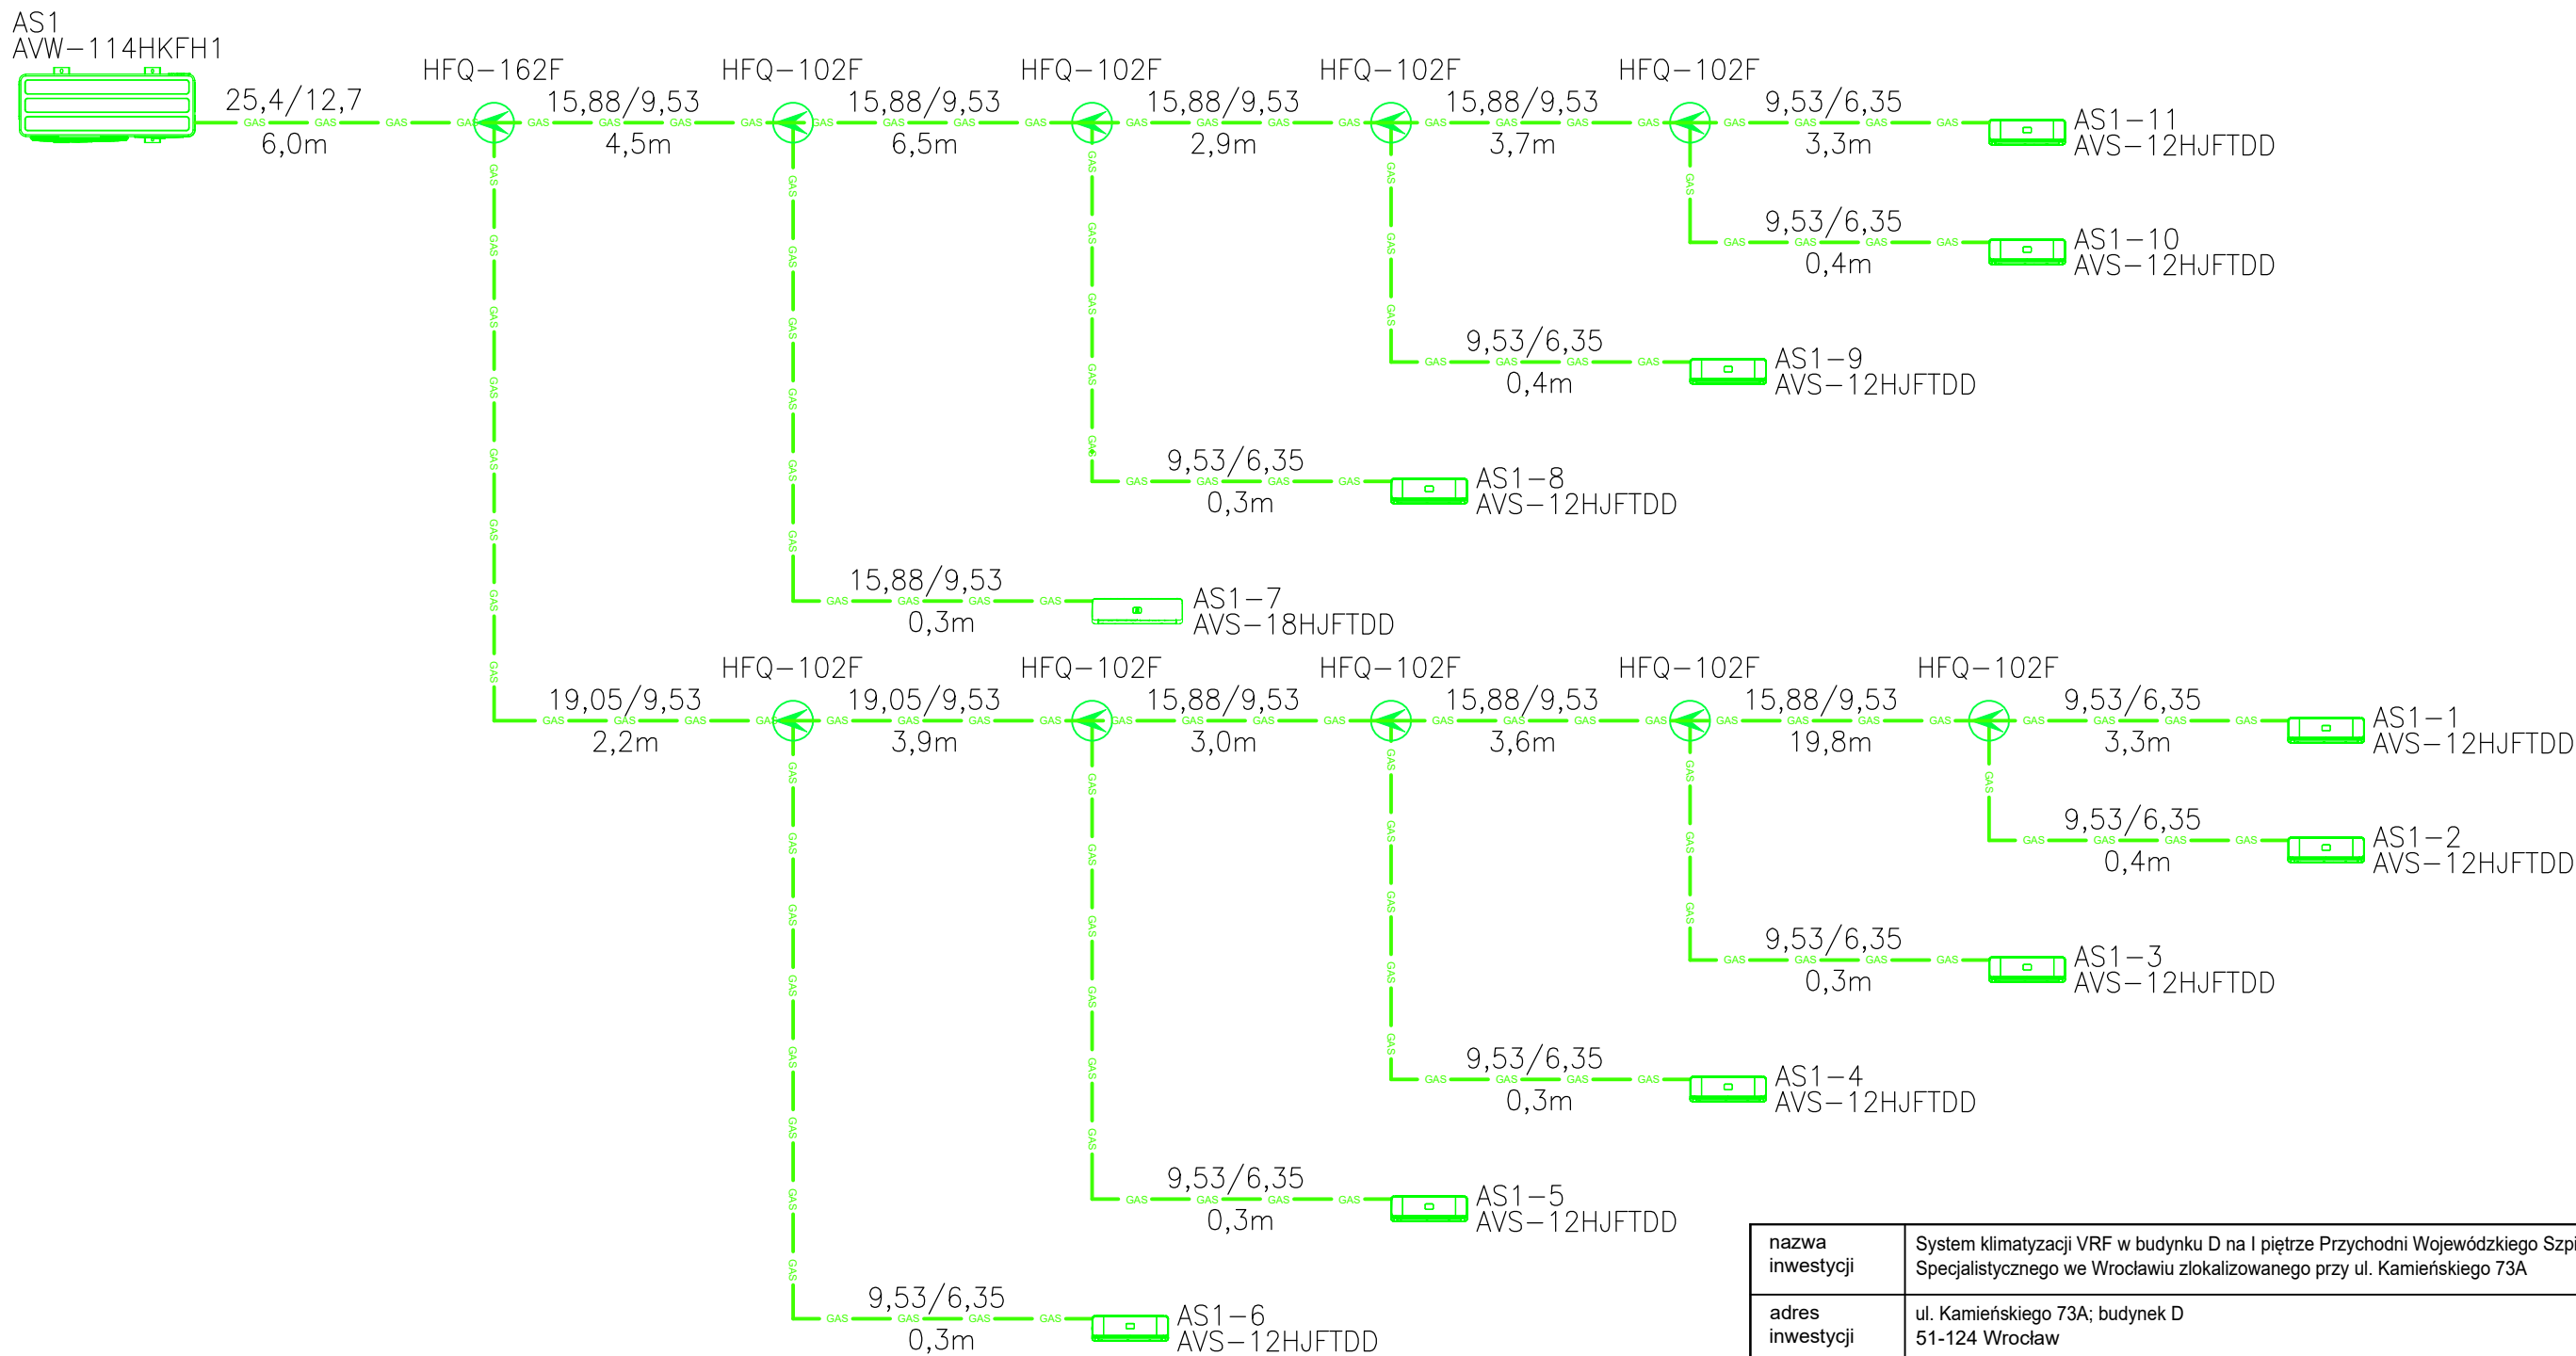 AS1
AVW-114HKFH1
HFQ-162F
HFQ-102F
HFQ-102F
HFQ-102F
HFQ-102F
25,4/12,7
15,88/9,53
15,88/9,53
15,88/9,53
15,88/9,53
9,53/6,35
6,0m
4,5m
6,5m
2,9m
3,7m
3,3m
AS1-11
AVS-12HJFTDD
9,53/6,35
0,4m
AS1-10
AVS-12HJFTDD
9,53/6,35
0,4m
AS1-9
AVS-12HJFTDD
9,53/6,35
0,3m
AS1-8
AVS-12HJFTDD
15,88/9,53
0,3m
AS1-7
AVS-18HJFTDD
HFQ-102F
HFQ-102F
HFQ-102F
HFQ-102F
HFQ-102F
19,05/9,53
19,05/9,53
15,88/9,53
15,88/9,53
15,88/9,53
9,53/6,35
2,2m
3,9m
3,0m
3,6m
19,8m
3,3m
AS1-1
AVS-12HJFTDD
9,53/6,35
0,4m
AS1-2
AVS-12HJFTDD
9,53/6,35
0,3m
AS1-3
AVS-12HJFTDD
9,53/6,35
0,3m
AS1-4
AVS-12HJFTDD
9,53/6,35
0,3m
AS1-5
AVS-12HJFTDD
9,53/6,35
0,3m
AS1-6
AVS-12HJFTDD
nazwa
inwestycji
System klimatyzacji VRF w budynku D na I piętrze Przychodni Wojewódzkiego
Specjalistycznego we Wrocławiu zlokalizowanego przy ul. Kamieńskiego 73A
adres
inwestycji
ul. Kamieńskiego 73A; budynek D
51-124 Wrocław